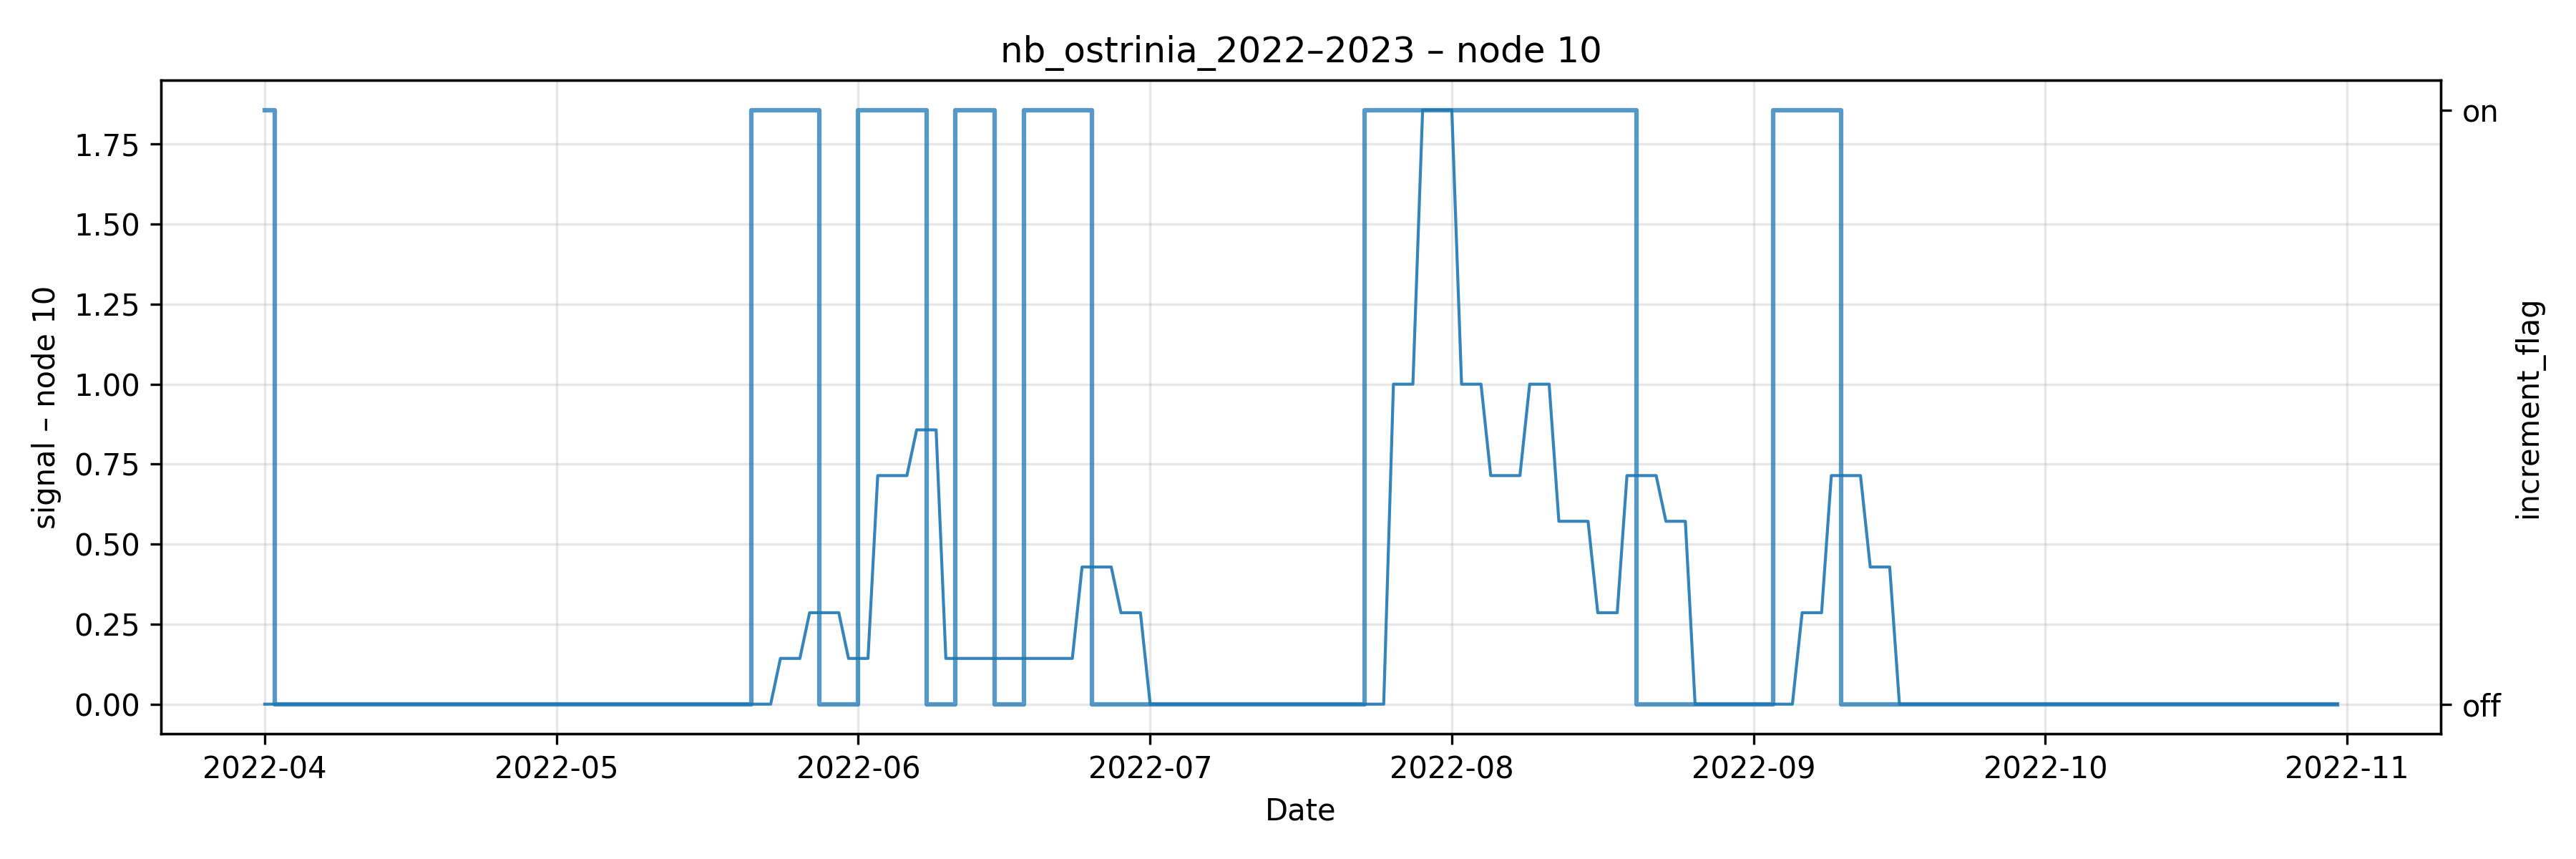 nb_ostrinia_2022–2023 – node 10
signal – node 10
1.75
1.50
1.25
1.00
0.75
0.50
0.25
0.00
on
off
increment_flag
2022-04 2022-05 2022-06 2022-07 2022-08 2022-09 2022-10 2022-11
Date